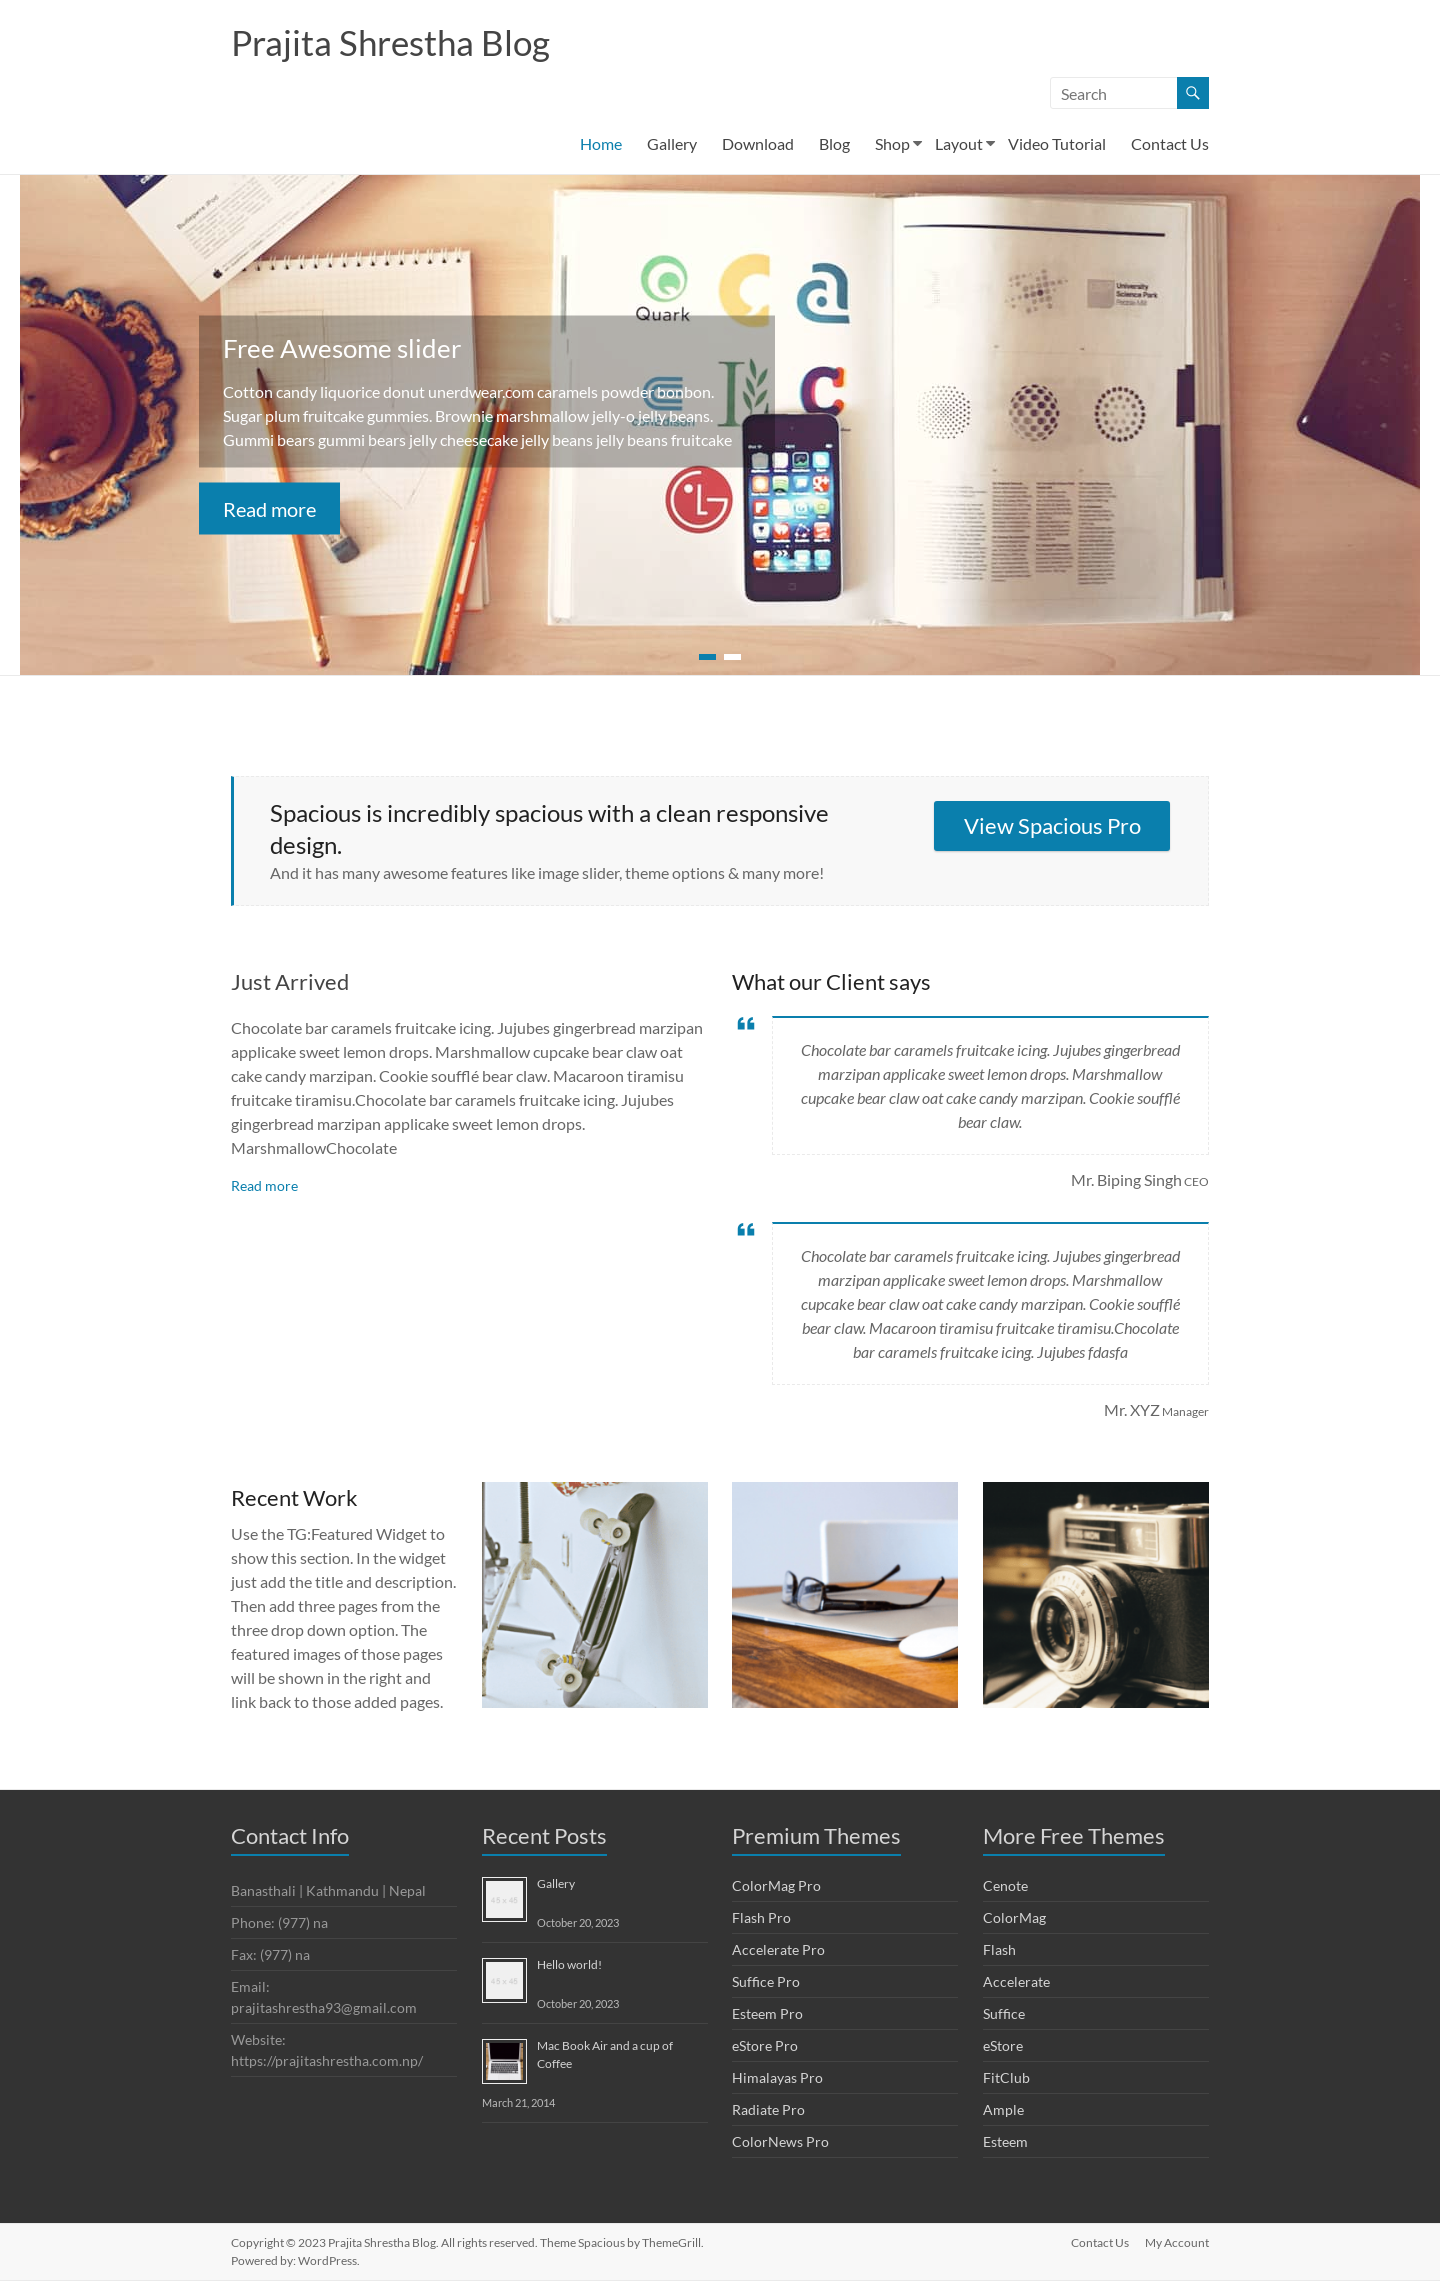 Prajita Shrestha Blog
Search
Home Gallery Download Blog Shop Layout Video Tutorial Contact Us
Quark
University
Science Park
Free Awesome slider
Cotton candy liquorice donut unerdwear.com caramels powder bonbon.
Sugar plum fruitcake gummies. Brownie marshmallow jelly-o jelly beans.
Gummi bears gummi bears jelly cheesecake jelly beans jelly beans fruitcake
Read more
Spacious is incredibly spacious with a clean responsive
design.
And it has many awesome features like image slider, theme options & many more!
View Spacious Pro
Just Arrived
Chocolate bar caramels fruitcake icing. Jujubes gingerbread marzipan
applicake sweet lemon drops. Marshmallow cupcake bear claw oat
cake candy marzipan. Cookie soufflé bear claw. Macaroon tiramisu
fruitcake tiramisu.Chocolate bar caramels fruitcake icing. Jujubes
gingerbread marzipan applicake sweet lemon drops.
MarshmallowChocolate
Read more
What our Client says
Chocolate bar caramels fruitcake icing. Jujubes gingerbread
marzipan applicake sweet lemon drops. Marshmallow
cupcake bear claw oat cake candy marzipan. Cookie soufflé
bear claw.
Mr. Biping Singh CEO
Chocolate bar caramels fruitcake icing. Jujubes gingerbread
marzipan applicake sweet lemon drops. Marshmallow
cupcake bear claw oat cake candy marzipan. Cookie soufflé
bear claw. Macaroon tiramisu fruitcake tiramisu.Chocolate
bar caramels fruitcake icing. Jujubes fdasfa
Mr. XYZ Manager
Recent Work
Use the TG:Featured Widget to
show this section. In the widget
just add the title and description.
Then add three pages from the
three drop down option. The
featured images of those pages
will be shown in the right and
link back to those added pages.
Contact Info
Banasthali | Kathmandu | Nepal
Phone: (977) na
Fax: (977) na
Email:
prajitashrestha93@gmail.com
Website:
https://prajitashrestha.com.np/
Recent Posts
45 x 45
Gallery
October 20, 2023
45 x 45
Hello world!
October 20, 2023
Mac Book Air and a cup of
Coffee
March 21, 2014
Premium Themes
ColorMag Pro
Flash Pro
Accelerate Pro
Suffice Pro
Esteem Pro
eStore Pro
Himalayas Pro
Radiate Pro
ColorNews Pro
More Free Themes
Cenote
ColorMag
Flash
Accelerate
Suffice
eStore
FitClub
Ample
Esteem
Copyright © 2023 Prajita Shrestha Blog. All rights reserved. Theme Spacious by ThemeGrill.
Powered by: WordPress.
Contact Us My Account